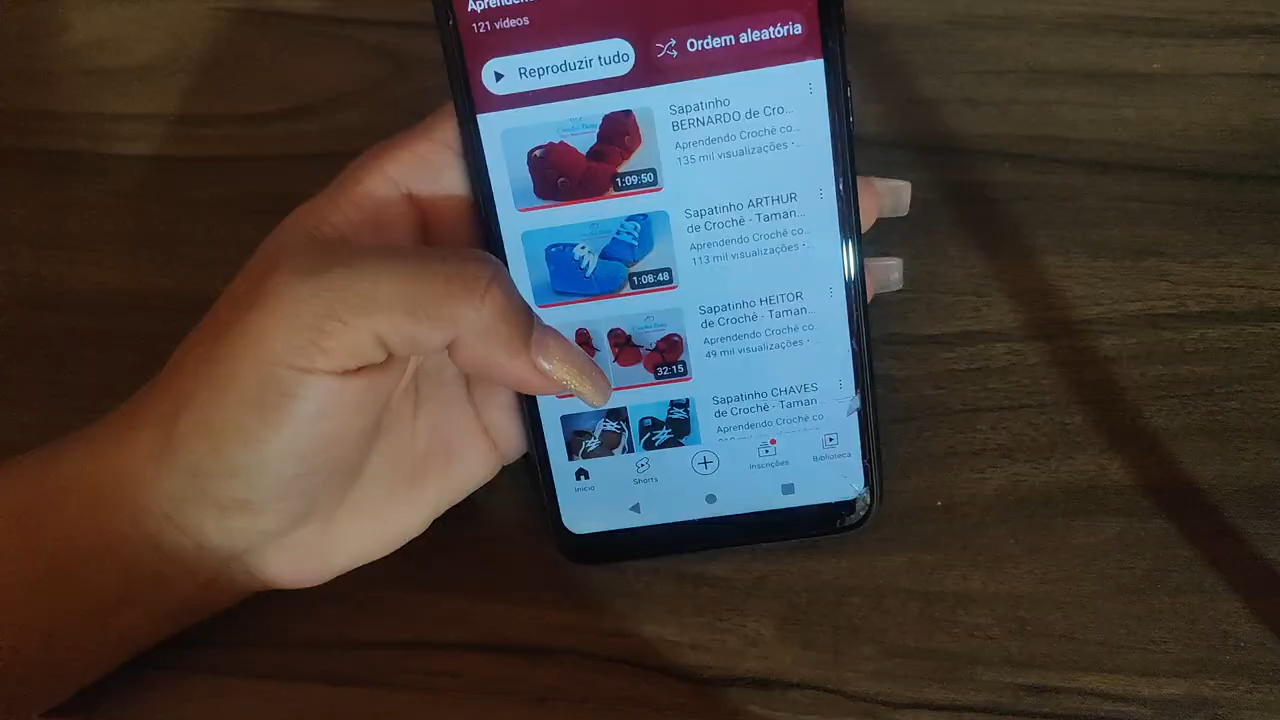 121 vídeos
Reproduzir tudo
Ordem aleatória
Sapatinho
BERNARDO de Cro...
Aprendendo Crochê co...
135 mil visualizações •...
1:09:50
Sapatinho ARTHUR
de Crochê - Taman...
Aprendendo Crochê co...
113 mil visualizações •...
1:08:48
Sapatinho HEITOR
de Crochê - Taman...
Aprendendo Crochê co...
49 mil visualizações •...
32:15
Sapatinho CHAVES
de Crochê - Taman...
Aprendendo Crochê co
Início
Shorts
Inscrições
Biblioteca